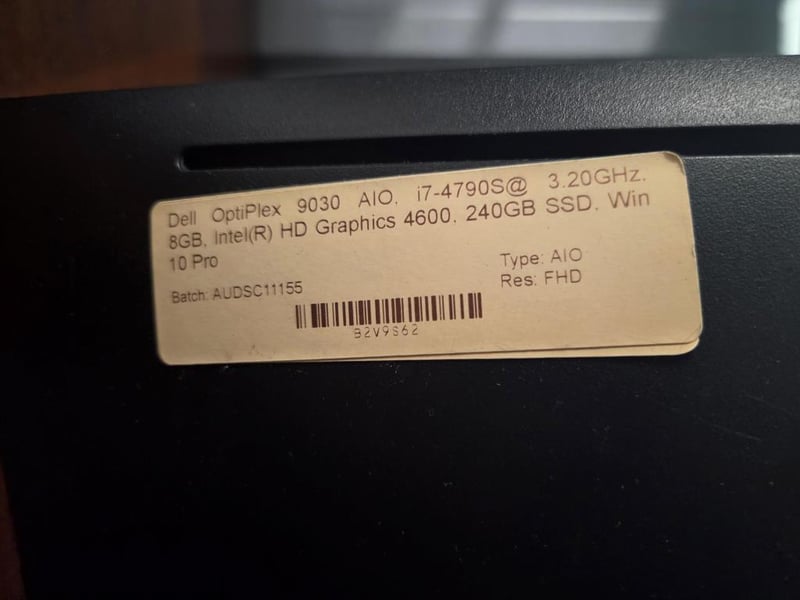 Dell OptiPlex 9030 AIO, i7-4790S@ 3.20GHz,
8GB, Intel(R) HD Graphics 4600, 240GB SSD, Win
10 Pro
Type: AIO
Batch: AUDSC11155
Res: FHD
B2V9S62